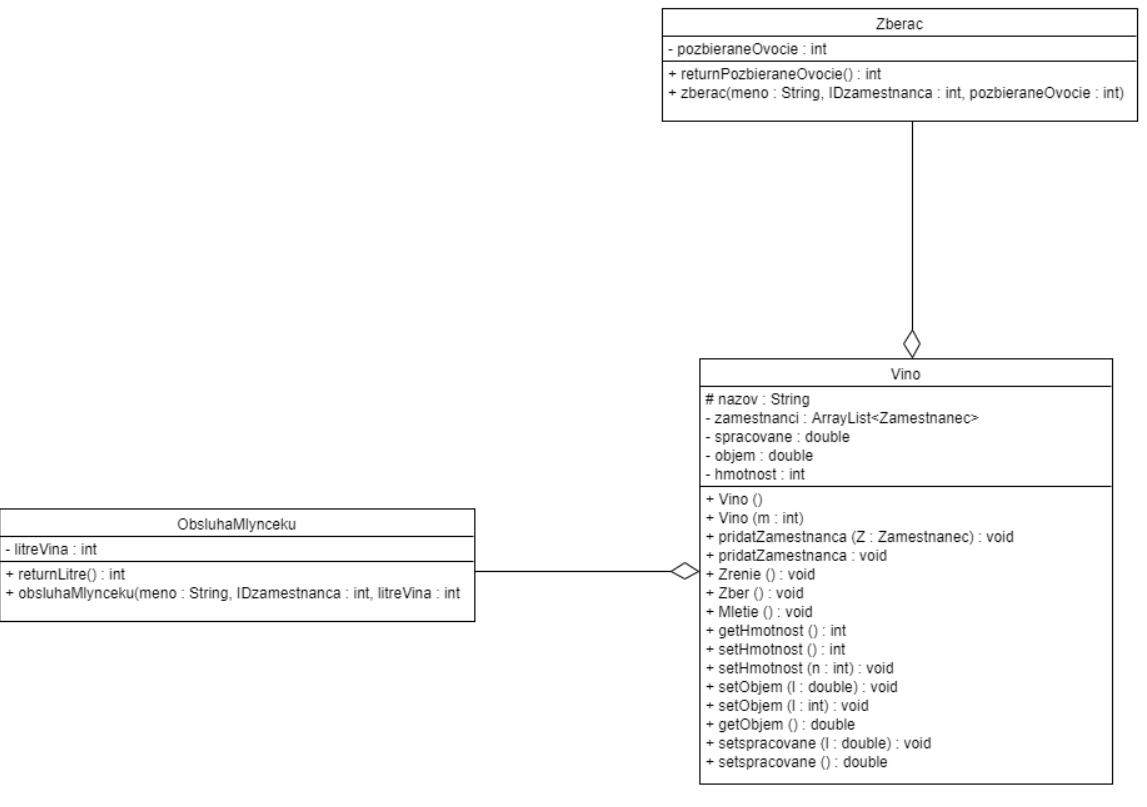 Zberac
- pozbieraneOvocie : int
+ returnPozbieraneOvocie() : int
+ zberac(meno : String, IDzamestnanca : int, pozbieraneOvocie : int)
Vino
# nazov : String
- zamestnanci : ArrayList<Zamestnanec>
- spracovane : double
- objem : double
- hmotnost : int
+ Vino ()
+ Vino (m : int)
+ pridatZamestnanca (Z : Zamestnanec) : void
+ pridatZamestnanca : void
+ Zrenie () : void
+ Zber () : void
+ Mletie () : void
+ getHmotnost () : int
+ setHmotnost () : int
+ setHmotnost (n : int) : void
+ setObjem (l : double) : void
+ setObjem (l : int) : void
+ getObjem () : double
+ setspracovane (l : double) : void
+ setspracovane () : double
ObsluhaMlynceku
- litreVina : int
+ returnLitre() : int
+ obsluhaMlynceku(meno : String, IDzamestnanca : int, litreVina : int